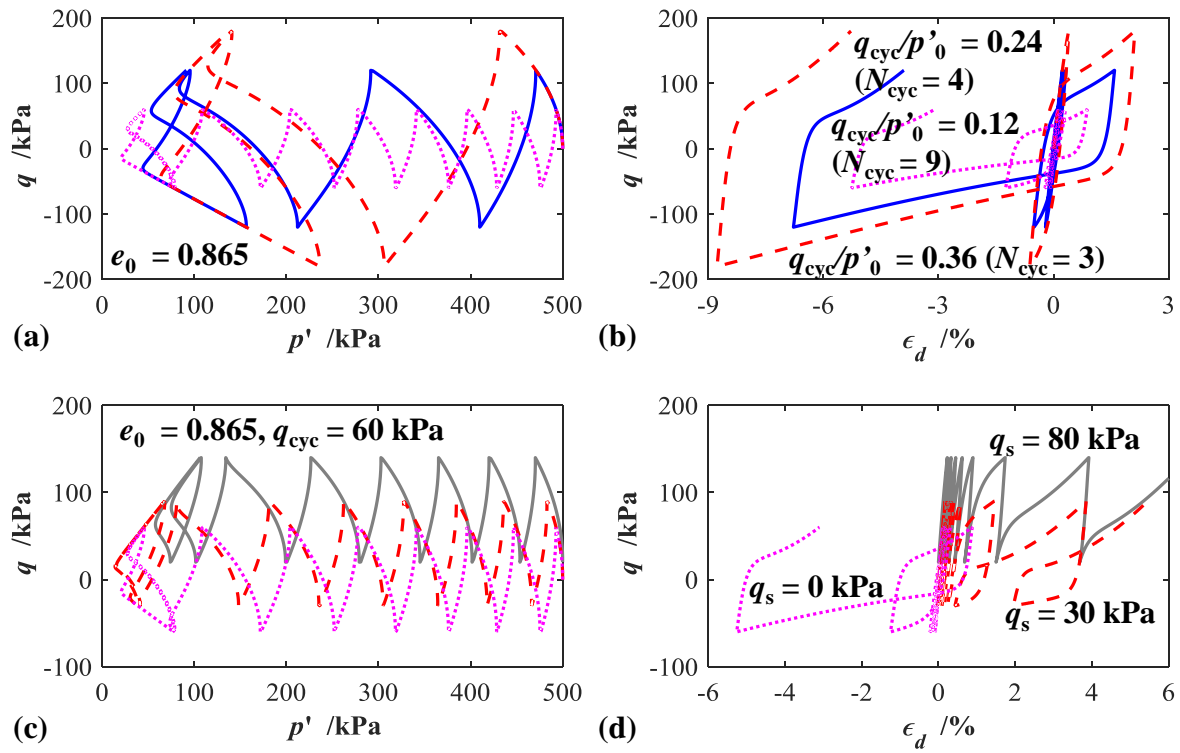 200
100
0
-100
-200
q /kPa
e0 = 0.865
0 100 200 300 400 500
p' /kPa
(a)
200
100
0
-100
-200
q /kPa
qcyc/p’0 = 0.24
(Ncyc = 4)
qcyc/p’0 = 0.12
(Ncyc = 9)
qcyc/p’0 = 0.36 (Ncyc = 3)
-9 -6 -3 0 3
ϵd /%
(b)
200
100
0
-100
q /kPa
e0 = 0.865, qcyc = 60 kPa
0 100 200 300 400 500
p' /kPa
(c)
200
100
0
-100
q /kPa
qs = 80 kPa
qs = 0 kPa
qs = 30 kPa
-6 -4 -2 0 2 4 6
ϵd /%
(d)